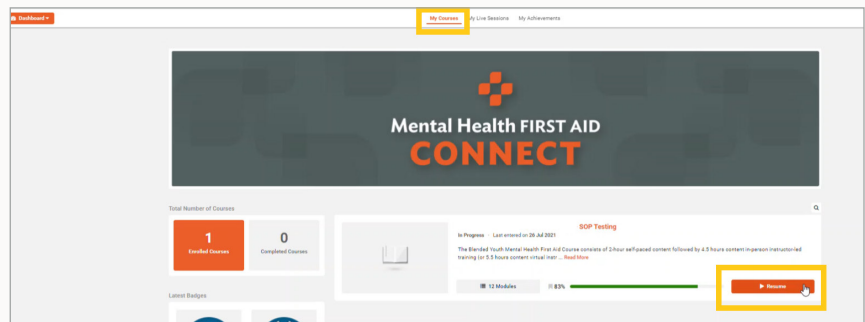 Dashboard
My Courses My Live Sessions My Achievements
Mental Health FIRST AID
CONNECT
Total Number of Courses
1
Enrolled Courses
0
Completed Courses
SOP Testing
In Progress - Last entered on 26 Jul 2021
The Blended Youth Mental Health First Aid Course consists of 2-hour self-paced content followed by 4.5 hours content in-person instructor-led
training (or 5.5 hours content virtual instr ... Read More
12 Modules
83%
Resume
Latest Badges